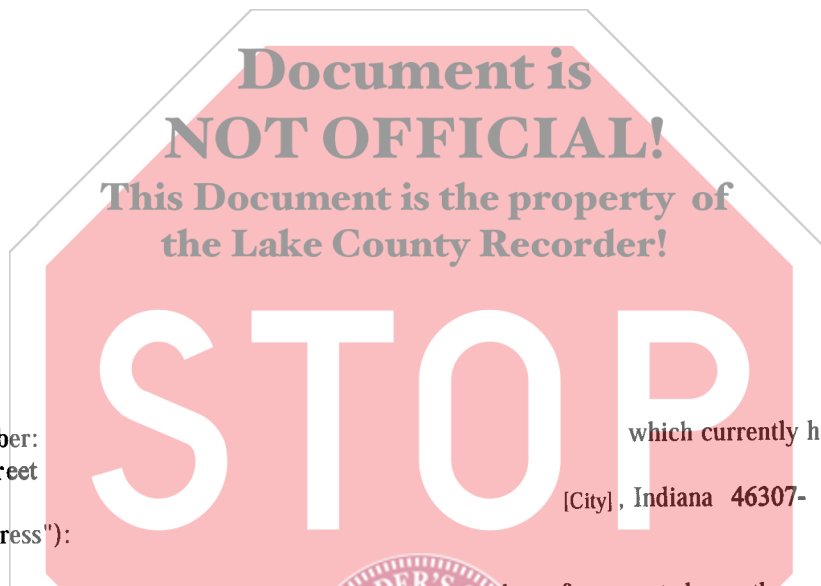 Document is
NOT OFFICIAL!
This Document is the property of
the Lake County Recorder!
STOP
ber: which currently h
reet
[City], Indiana 46307-
ress"):
DER'S